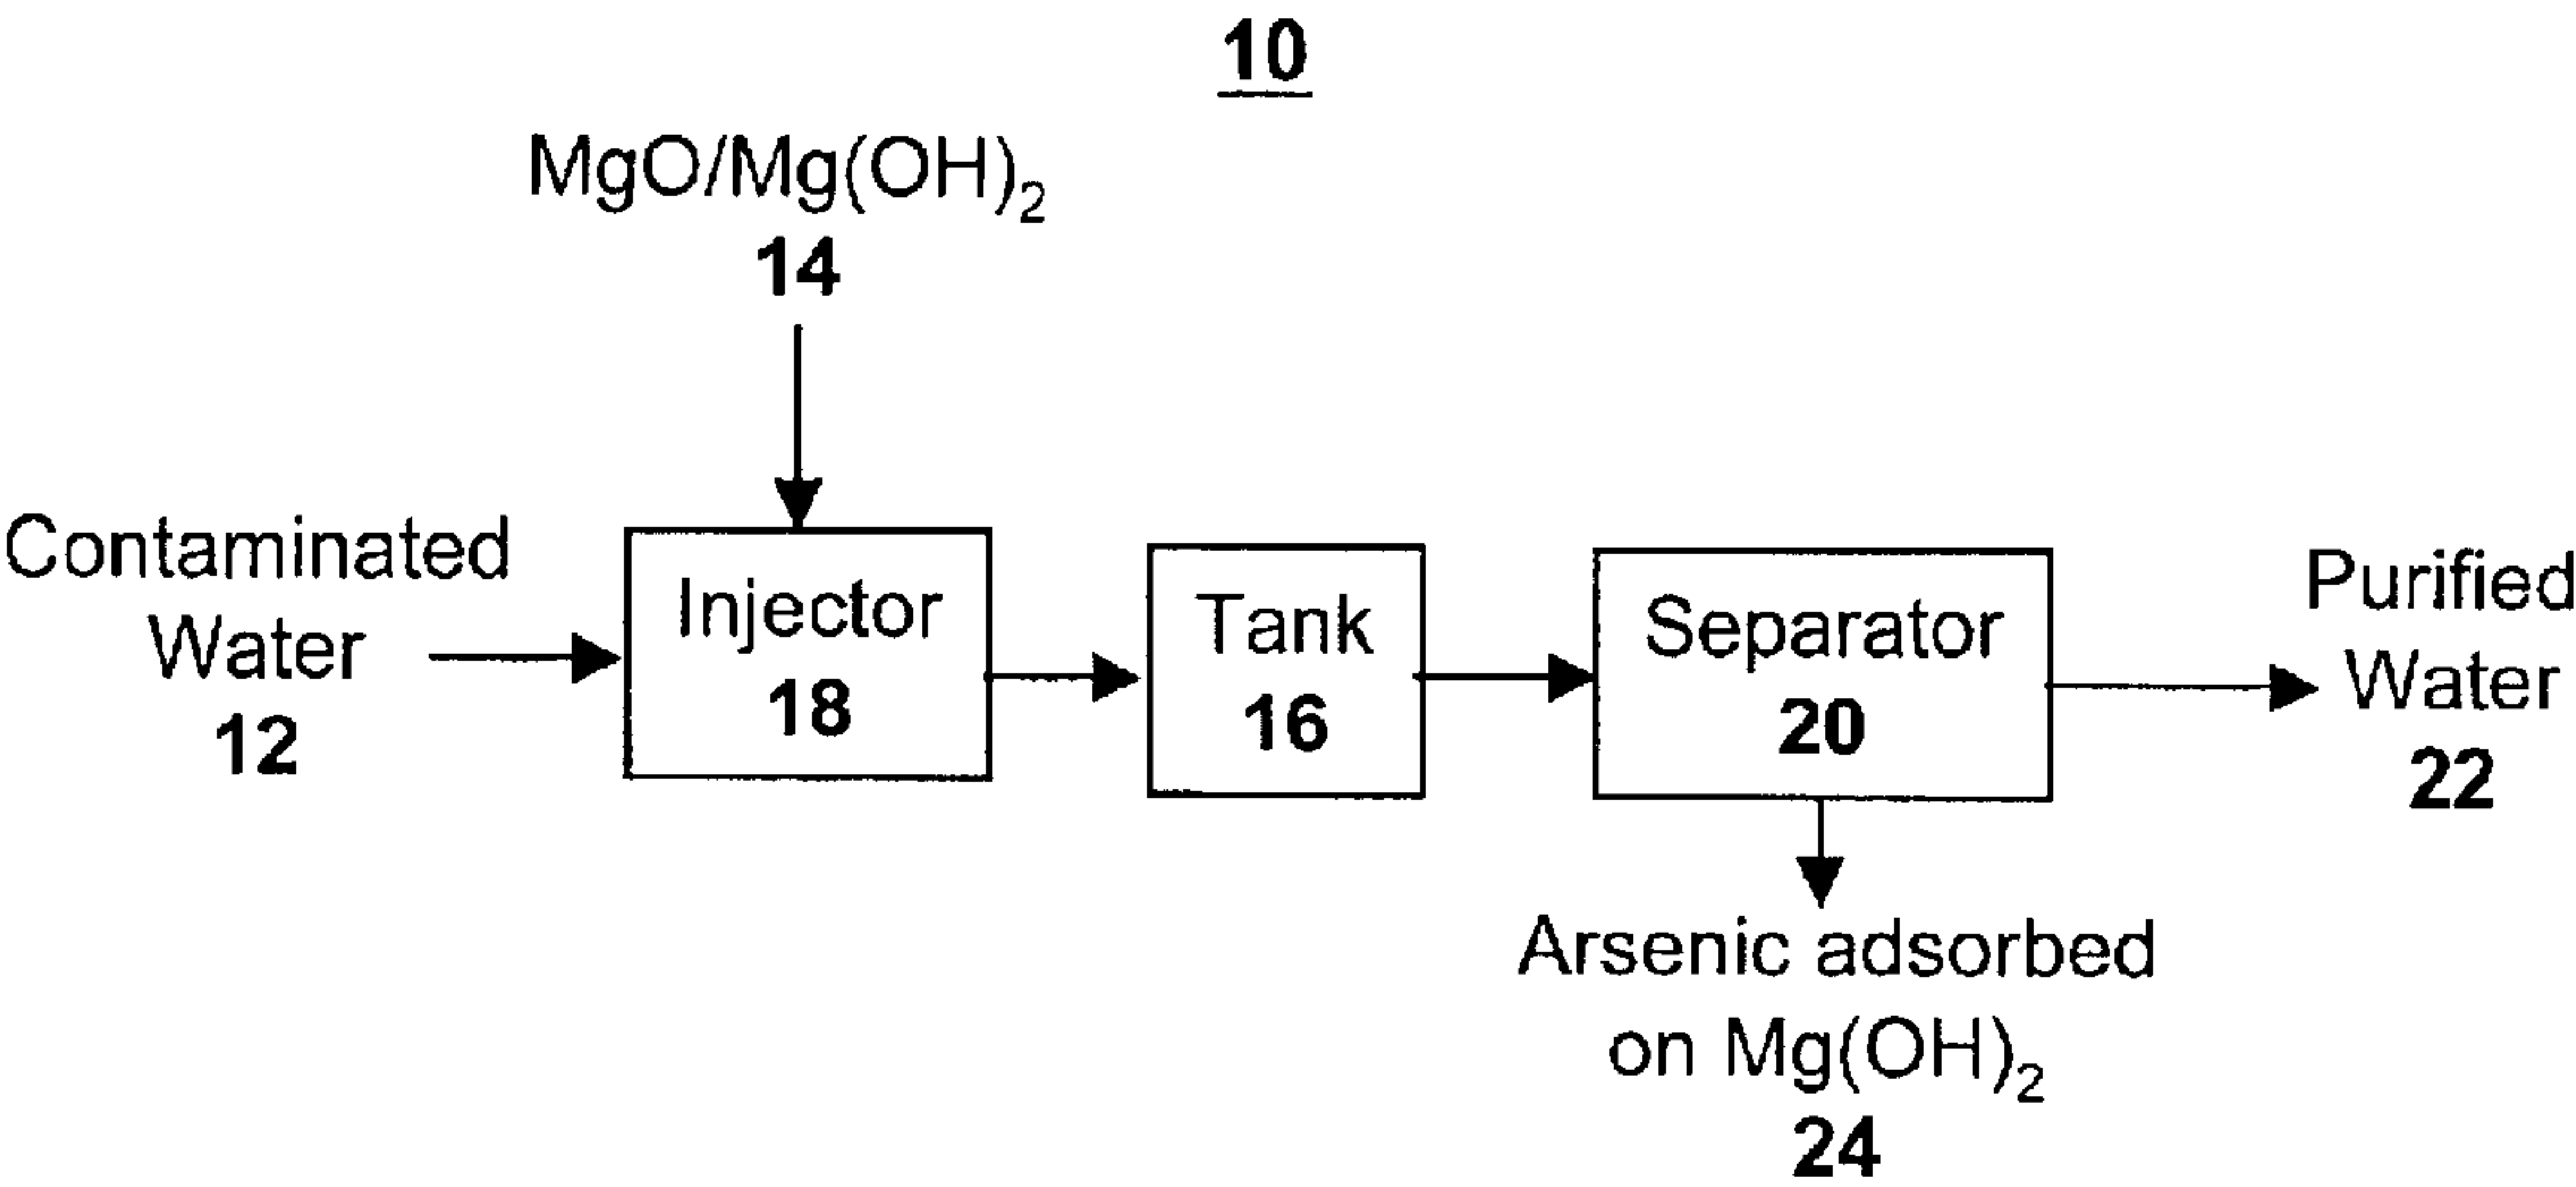 10
MgO/Mg(OH)₂
14
Contaminated
Water
12
Injector
18
Tank
16
Separator
20
Purified
Water
22
Arsenic adsorbed
on Mg(OH)₂
24